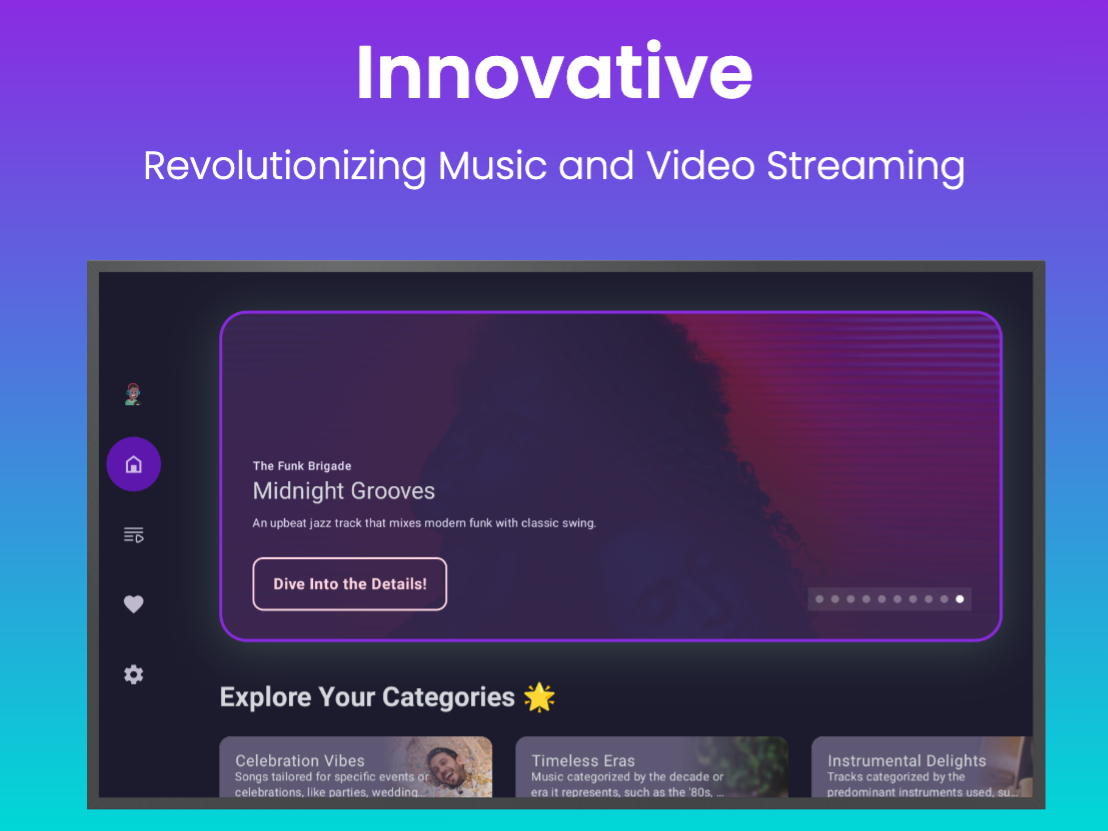 Innovative
Revolutionizing Music and Video Streaming
The Funk Brigade
Midnight Grooves
An upbeat jazz track that mixes modern funk with classic swing.
Dive Into the Details!
Explore Your Categories 🌟
Celebration Vibes
Songs tailored for specific events or
celebrations, like parties, wedding...
Timeless Eras
Music categorized by the decade or
era it represents, such as the '80s, ...
Instrumental Delights
Tracks categorized by the
predominant instruments used, su...